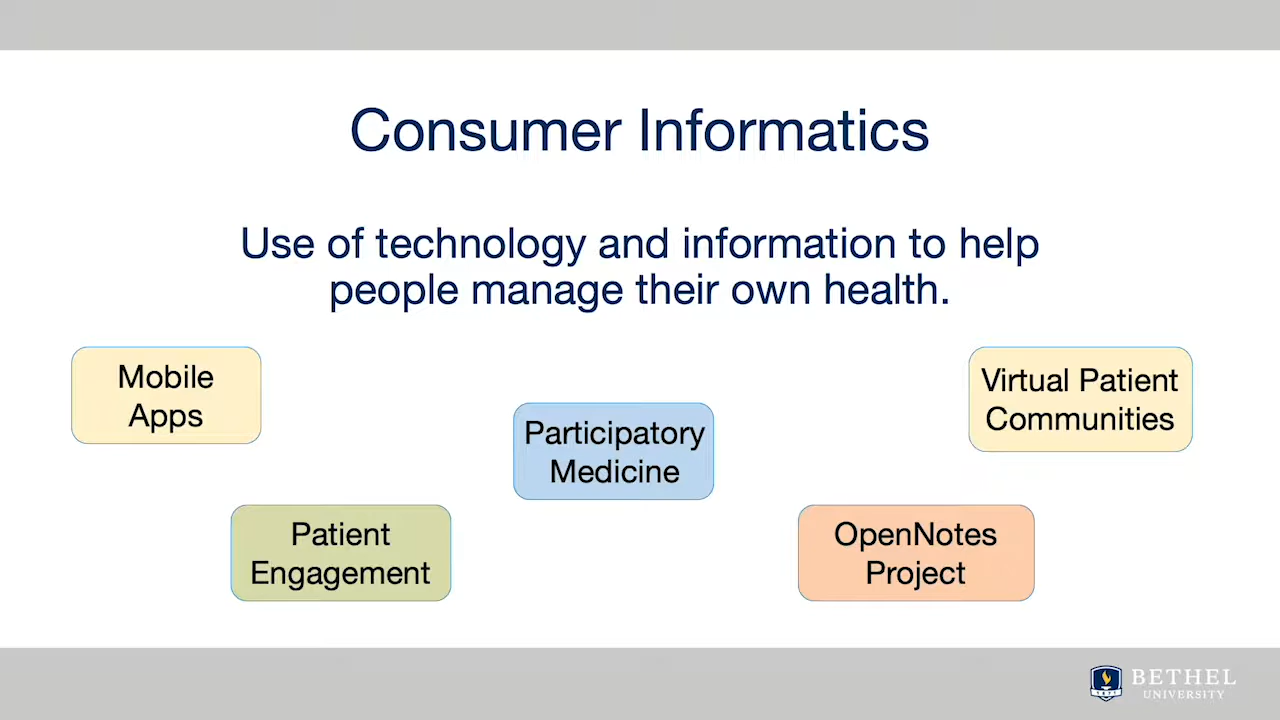 Consumer Informatics
Use of technology and information to help
people manage their own health.
Mobile
Apps
Virtual Patient
Communities
Participatory
Medicine
Patient
Engagement
OpenNotes
Project
BETHEL
UNIVERSITY